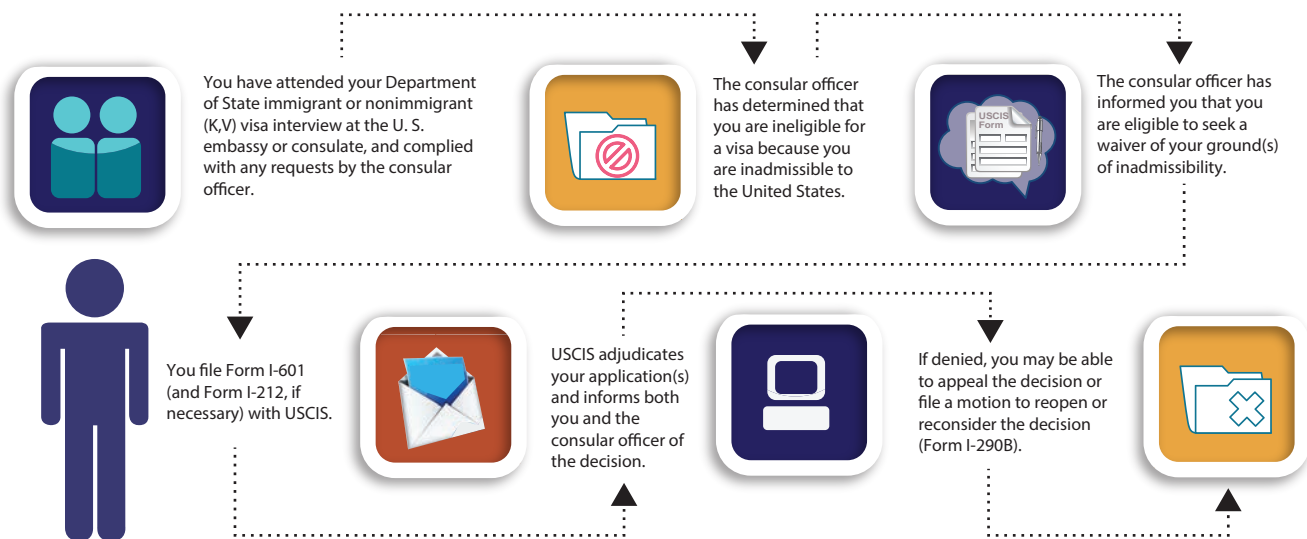 You have attended your Department
of State immigrant or nonimmigrant
(K,V) visa interview at the U. S.
embassy or consulate, and complied
with any requests by the consular
officer.
The consular officer
has determined that
you are ineligible for
a visa because you
are inadmissible to
the United States.
USCIS
Form
The consular officer has
informed you that you
are eligible to seek a
waiver of your ground(s)
of inadmissibility.
You file Form I-601
(and Form I-212, if
necessary) with USCIS.
USCIS adjudicates
your application(s)
and informs both
you and the
consular officer of
the decision.
If denied, you may be able
to appeal the decision or
file a motion to reopen or
reconsider the decision
(Form I-290B).